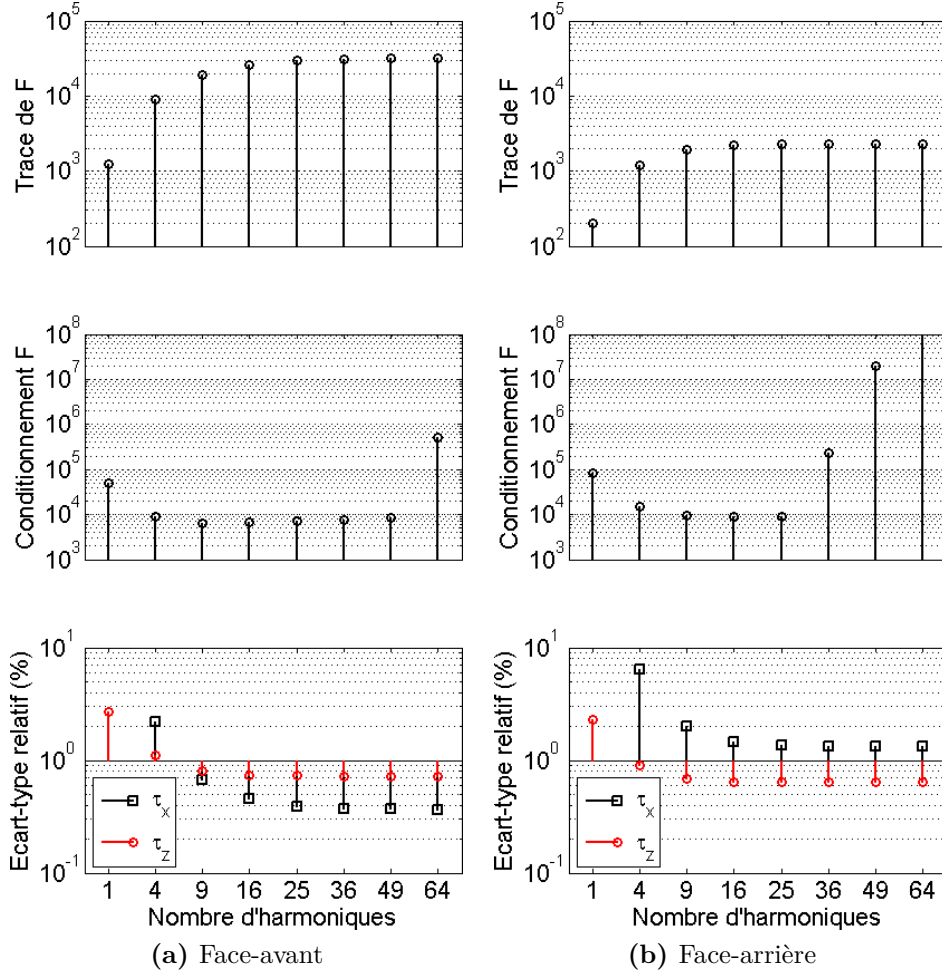 10^5
10^4
10^3
10^2
Trace de F
10^5
10^4
10^3
10^2
Trace de F
10^8
10^7
10^6
10^5
10^4
10^3
Conditionnement F
10^8
10^7
10^6
10^5
10^4
10^3
Conditionnement F
10^1
10^0
10^-1
Ecart-type relatif (%)
τ_x
τ_z
1 4 9 16 25 36 49 64
Nombre d'harmoniques
(a) Face-avant
10^1
10^0
10^-1
Ecart-type relatif (%)
τ_x
τ_z
1 4 9 16 25 36 49 64
Nombre d'harmoniques
(b) Face-arrière